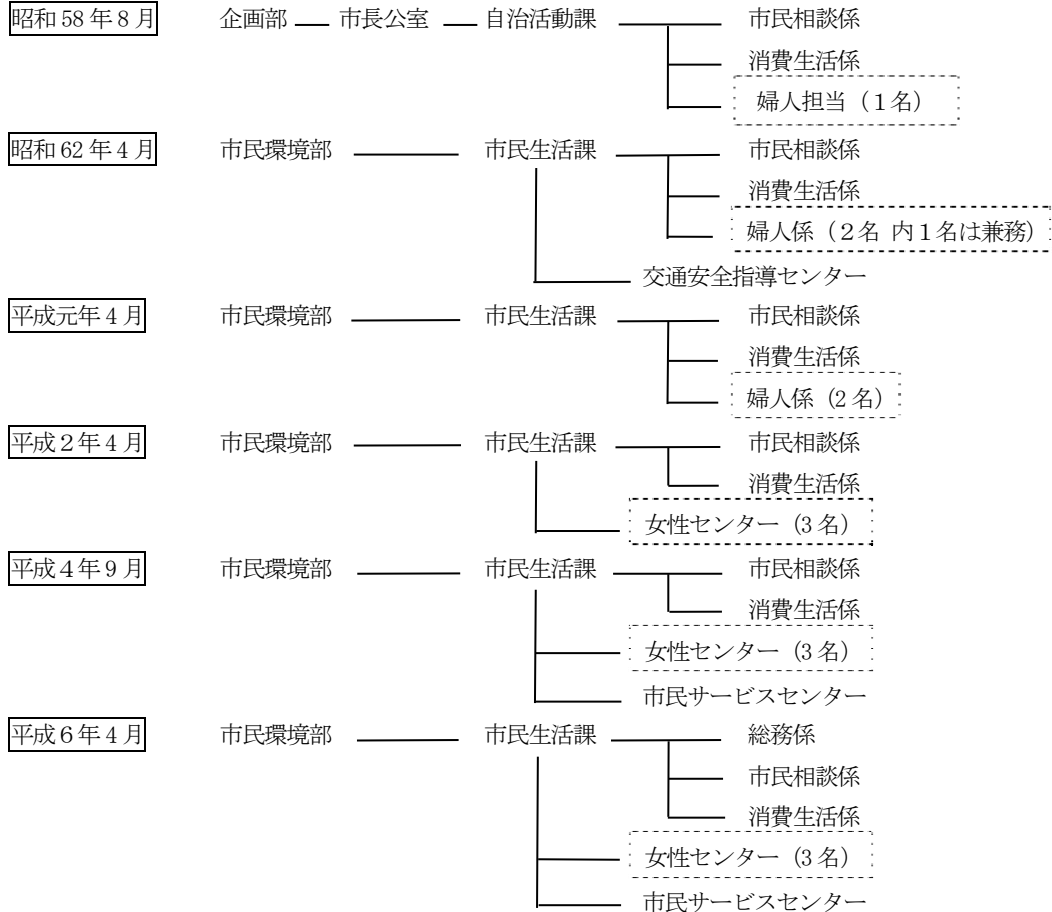 昭和58年8月 企画部 市長公室 自治活動課 市民相談係
消費生活係
婦人担当（１名）
昭和62年4月 市民環境部 市民生活課 市民相談係
消費生活係
婦人係（２名 内１名は兼務）
交通安全指導センター
平成元年4月 市民環境部 市民生活課 市民相談係
消費生活係
婦人係（2名）
平成２年4月 市民環境部 市民生活課 市民相談係
消費生活係
女性センター（3名）
平成４年9月 市民環境部 市民生活課 市民相談係
消費生活係
女性センター（3名）
市民サービスセンター
平成６年4月 市民環境部 市民生活課 総務係
市民相談係
消費生活係
女性センター（3名）
市民サービスセンター